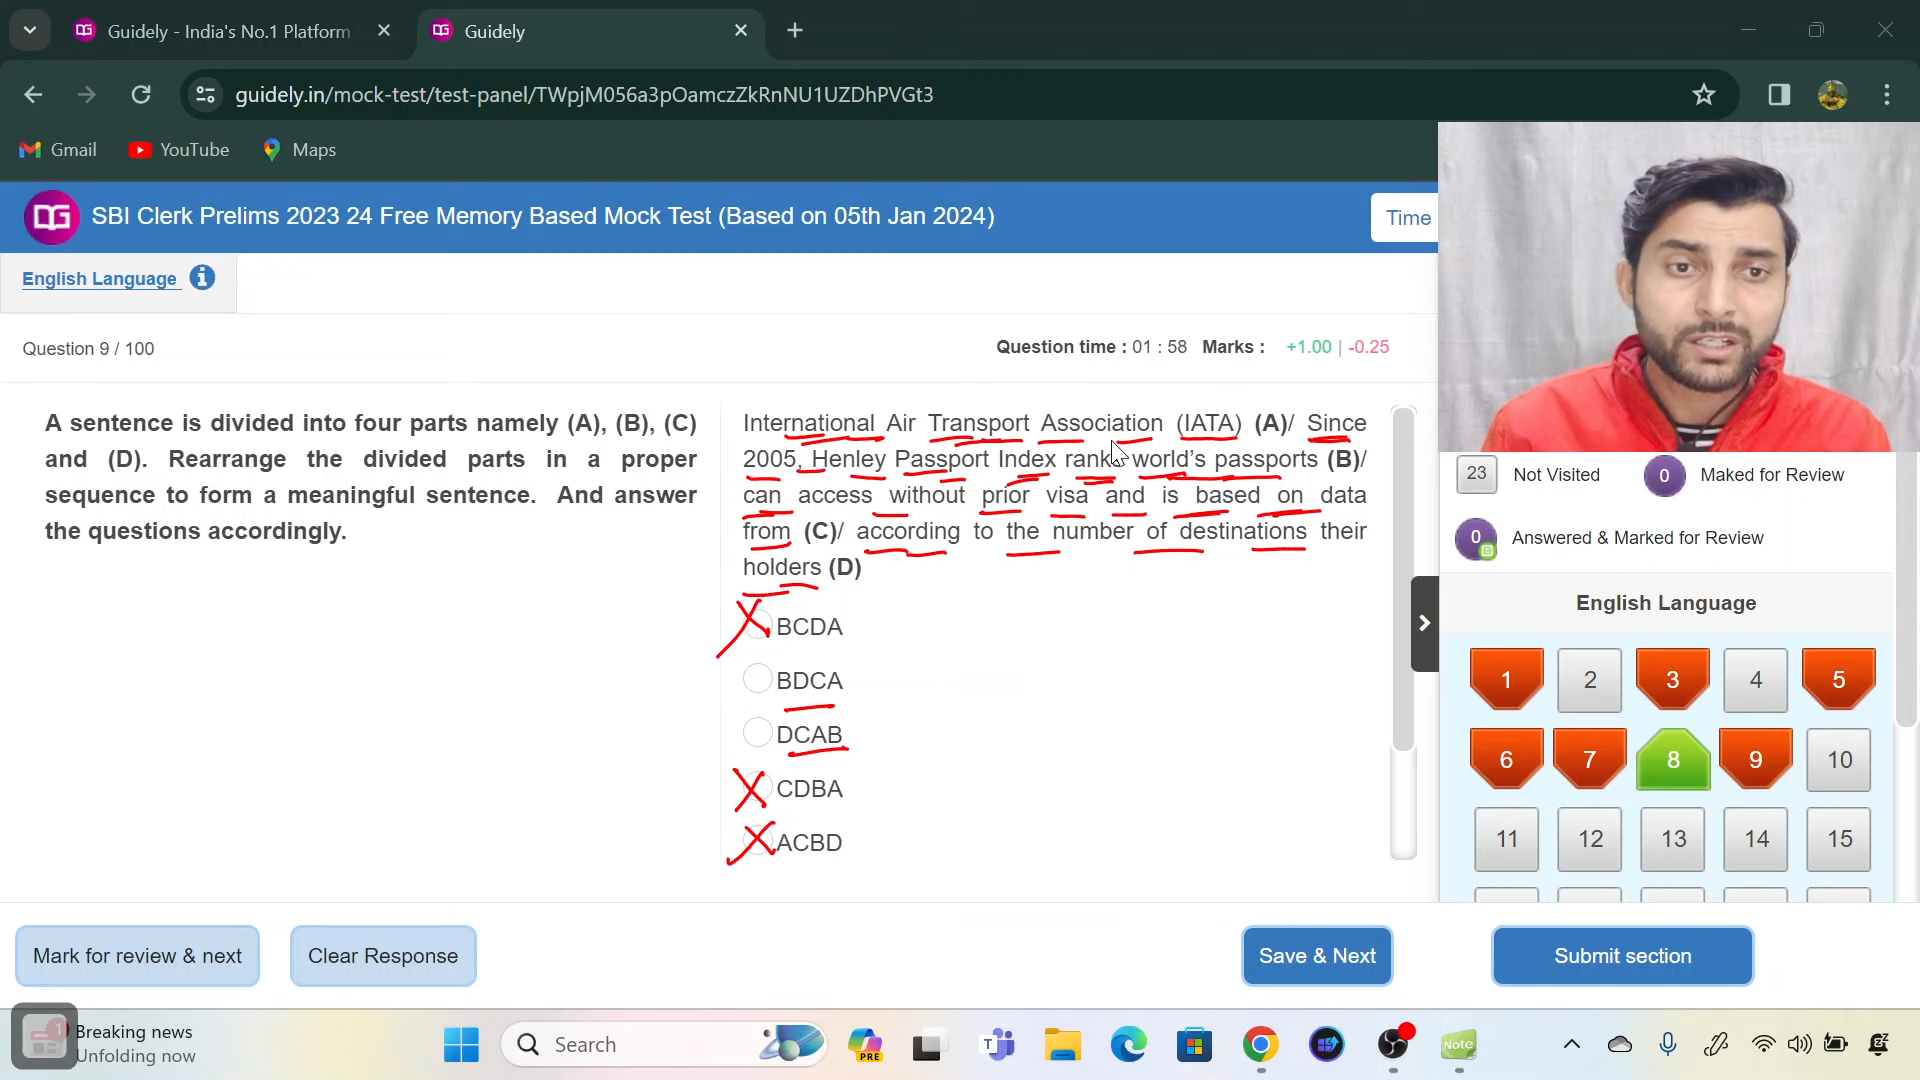 Guidely - India's No.1 Platform
Guidely
guidely.in/mock-test/test-panel/TWpjM056a3pOamczZkRnNU1UZDhPVGt3
Gmail
YouTube
Maps
SBI Clerk Prelims 2023 24 Free Memory Based Mock Test (Based on 05th Jan 2024)
Time
English Language
Question 9 / 100
Question time : 01 : 58 Marks : +1.00 | -0.25
A sentence is divided into four parts namely (A), (B), (C)
and (D). Rearrange the divided parts in a proper
sequence to form a meaningful sentence. And answer
the questions accordingly.
International Air Transport Association (IATA) (A)/ Since
2005, Henley Passport Index ranks world's passports (B)/
can access without prior visa and is based on data
from (C)/ according to the number of destinations their
holders (D)
BCDA
BDCA
DCAB
CDBA
ACBD
23 Not Visited
0 Maked for Review
0 Answered & Marked for Review
English Language
1 2 3 4 5
6 7 8 9 10
11 12 13 14 15
Mark for review & next
Clear Response
Save & Next
Submit section
1
Breaking news
Unfolding now
Search
PRE
T
Note